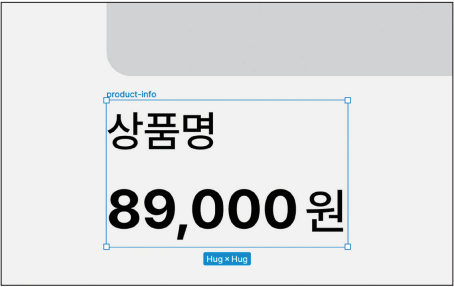 product-info
상품명
89,000 원
Hug × Hug